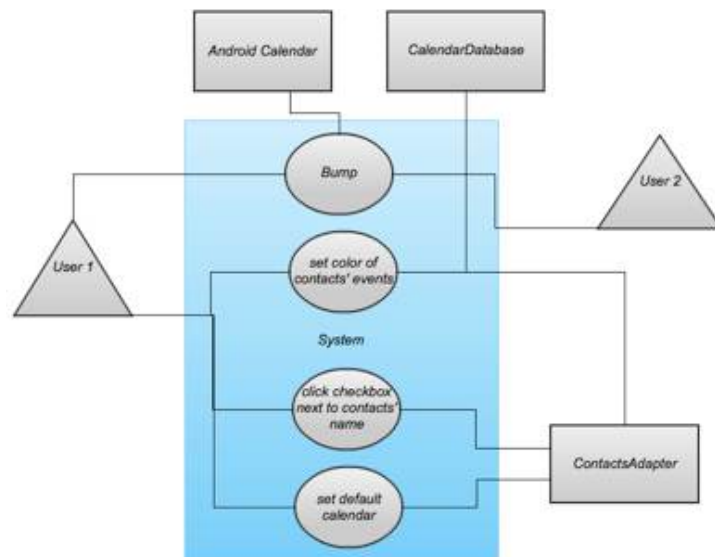 Android Calendar
CalendarDatabase
Bump
User 2
User 1
set color of
contacts' events
System
click checkbox
next to contacts'
name
ContactsAdapter
set default
calendar